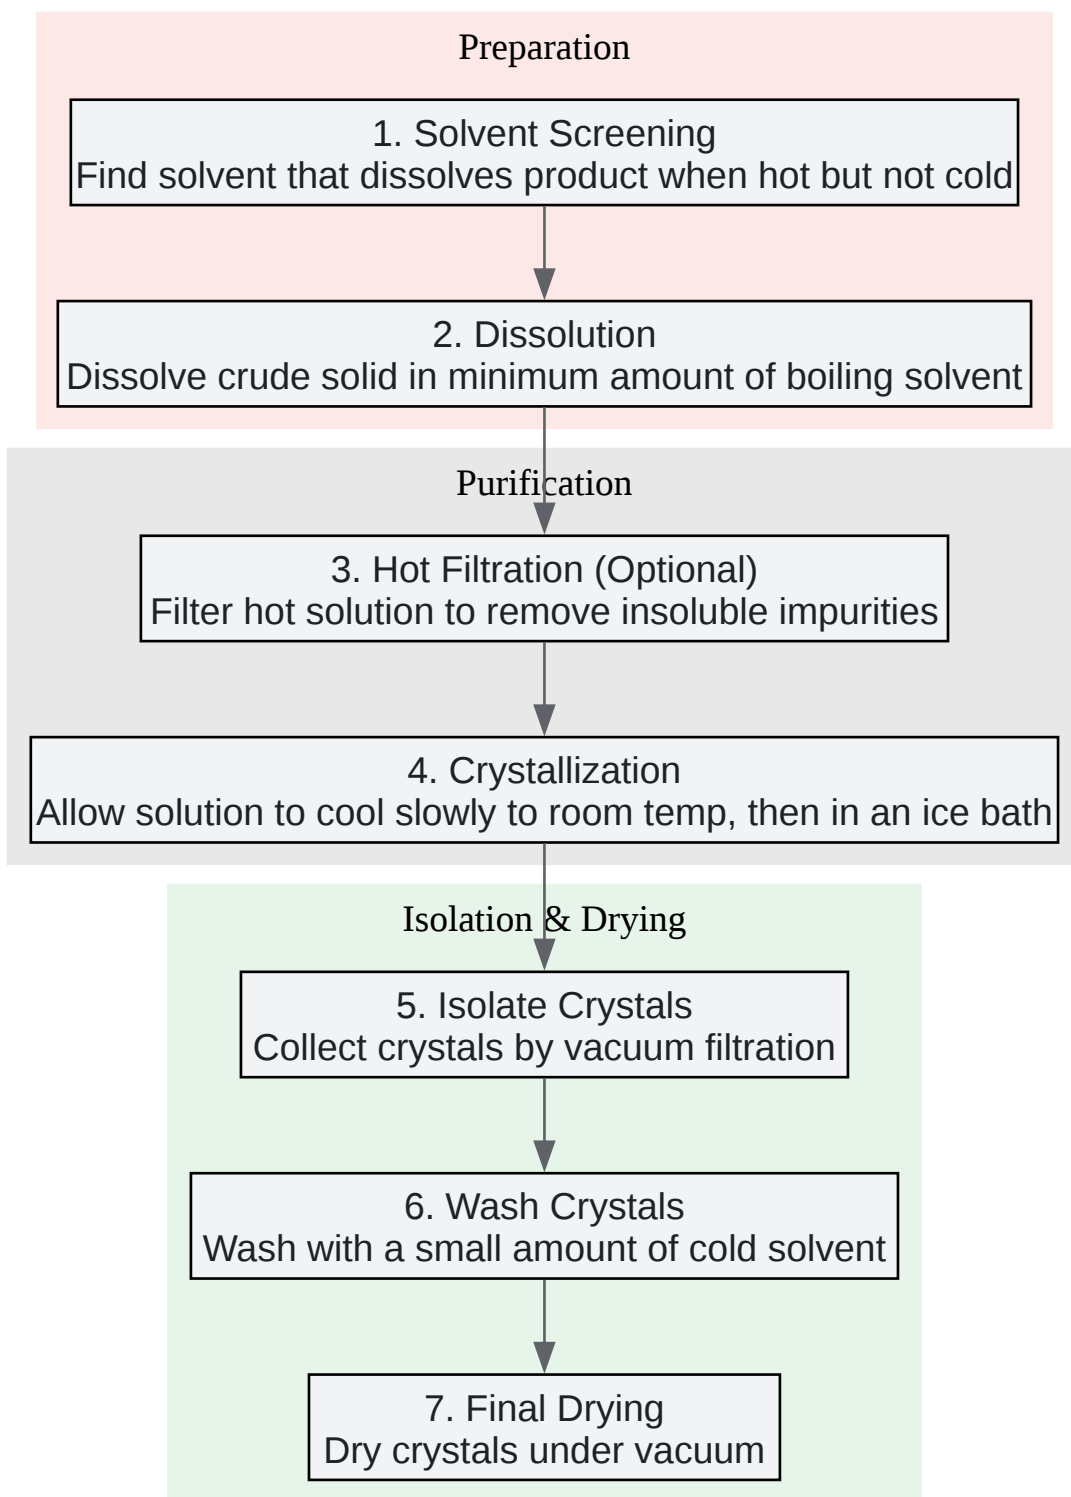 Preparation
1. Solvent Screening
Find solvent that dissolves product when hot but not cold
2. Dissolution
Dissolve crude solid in minimum amount of boiling solvent
Purification
3. Hot Filtration (Optional)
Filter hot solution to remove insoluble impurities
4. Crystallization
Allow solution to cool slowly to room temp, then in an ice bath
Isolation & Drying
5. Isolate Crystals
Collect crystals by vacuum filtration
6. Wash Crystals
Wash with a small amount of cold solvent
7. Final Drying
Dry crystals under vacuum